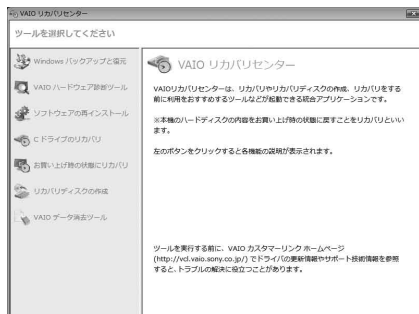 VAIO リカバリセンター
ツールを選択してください
Windows バックアップと復元
VAIO ハードウェア診断ツール
ソフトウェアの再インストール
C ドライブのリカバリ
お買い上げ時の状態にリカバリ
リカバリディスクの作成
VAIO データ消去ツール
VAIO リカバリセンター
VAIOリカバリセンターは、リカバリやリカバリディスクの作成、リカバリをする
前に利用をおすすめするツールなどが起動できる統合アプリケーションです。
※本機のハードディスクの内容をお買い上げ時の状態に戻すことをリカバリといい
ます。
左のボタンをクリックすると各機能の説明が表示されます。
ツールを実行する前に、VAIO カスタマーリンク ホームページ
(http://vcl.vaio.sony.co.jp/) でドライバの更新情報やサポート技術情報を参照
すると、トラブルの解決に役立つことがあります。